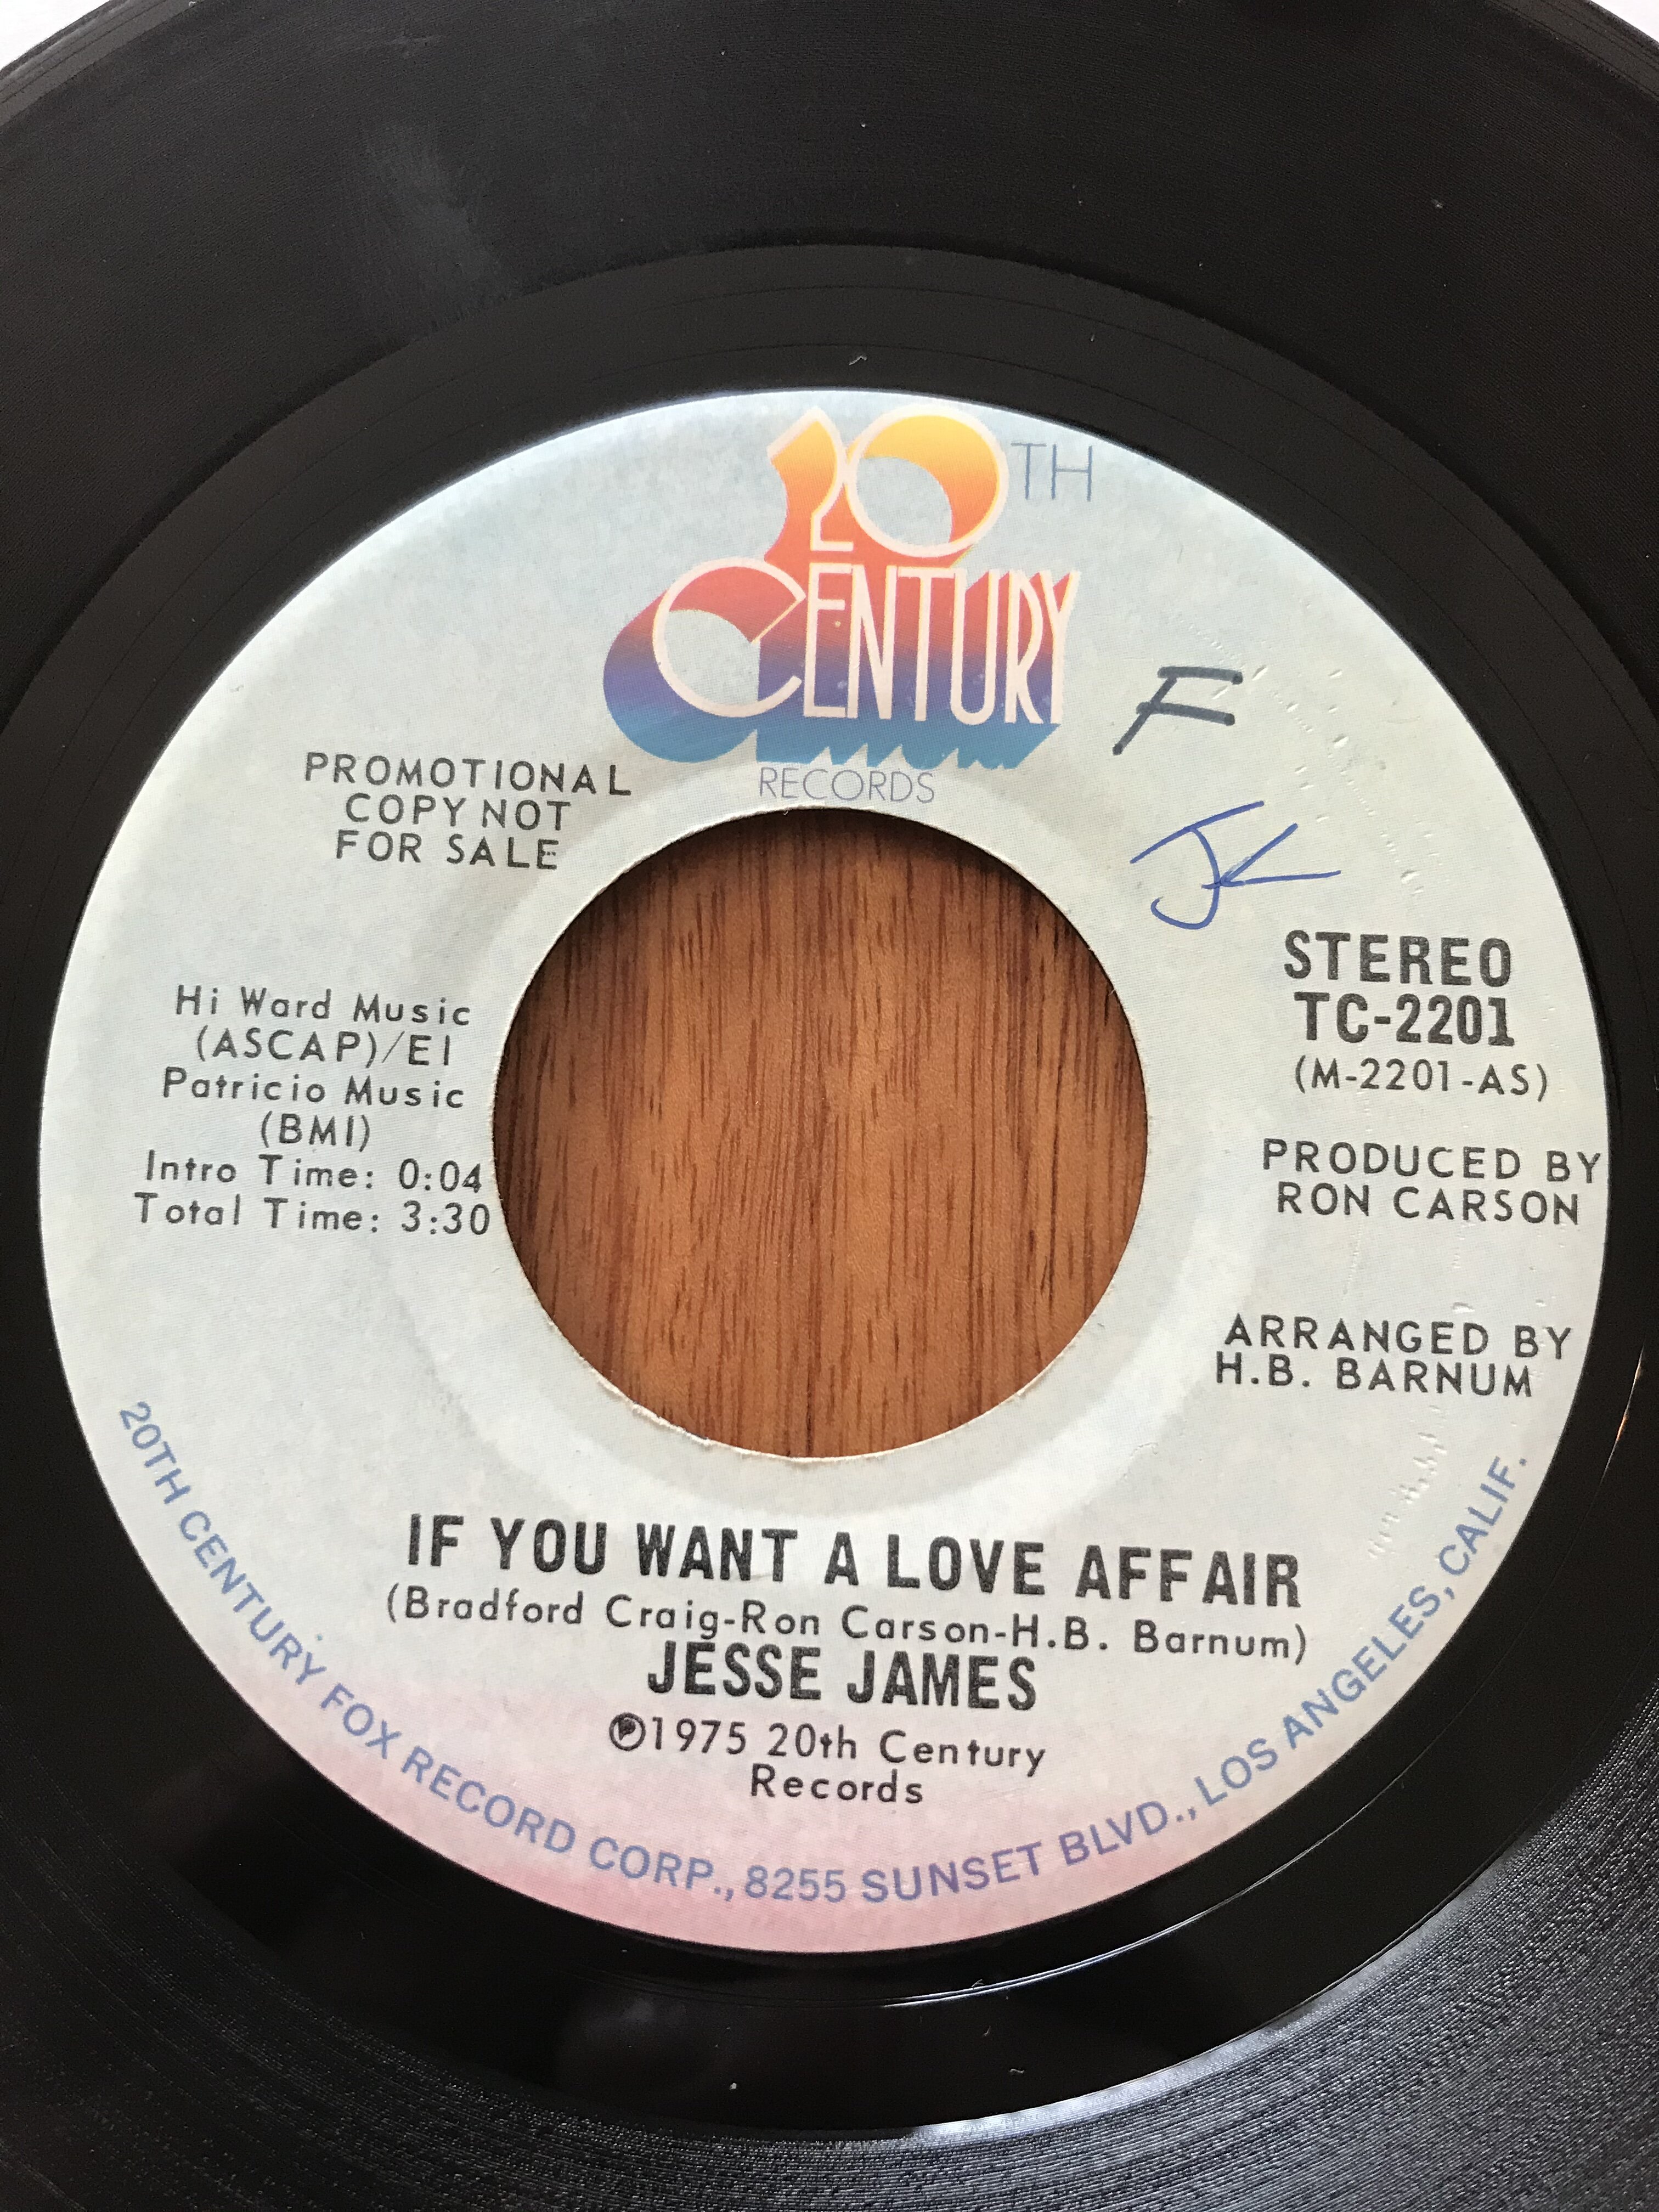 20TH
CENTURY
RECORDS
F
JK
PROMOTIONAL
COPY NOT
FOR SALE
Hi Ward Music
(ASCAP)/EI
Patricio Music
(BMI)
Intro Time: 0:04
Total Time: 3:30
STEREO
TC-2201
(M-2201-AS)
PRODUCED BY
RON CARSON
ARRANGED BY
H.B. BARNUM
IF YOU WANT A LOVE AFFAIR
(Bradford Craig-Ron Carson-H.B. Barnum)
JESSE JAMES
Ⓟ1975 20th Century
Records
20TH CENTURY FOX RECORD CORP., 8255 SUNSET BLVD., LOS ANGELES, CALIF.